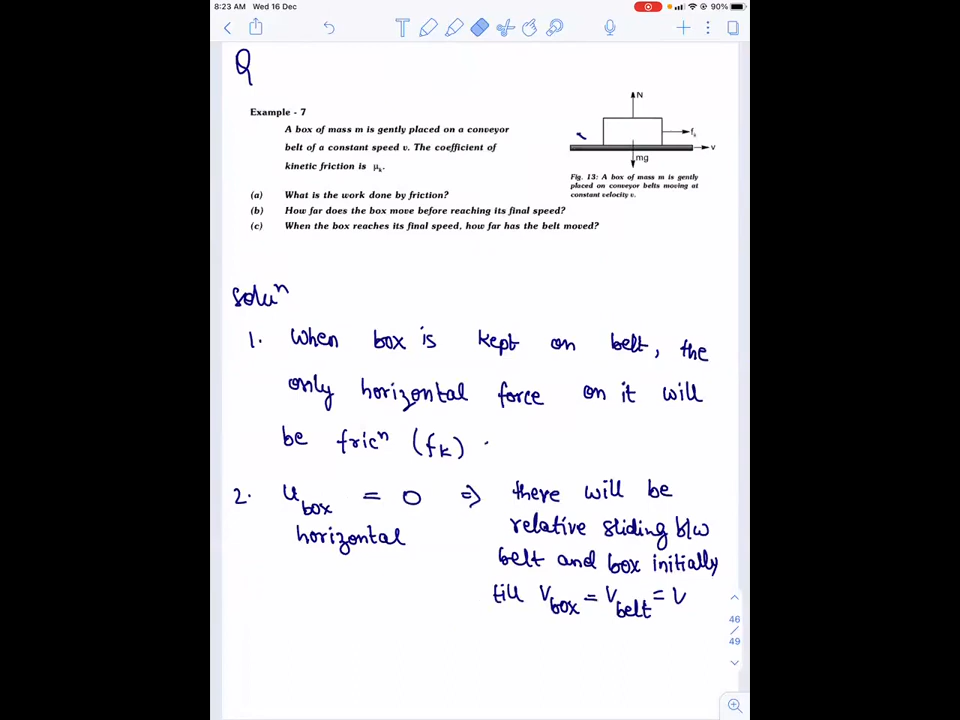 8:23 AM Wed 16 Dec
90%
Q
Example - 7
A box of mass m is gently placed on a conveyor
belt of a constant speed v. The coefficient of
kinetic friction is μk.
(a) What is the work done by friction?
(b) How far does the box move before reaching its final speed?
(c) When the box reaches its final speed, how far has the belt moved?
N
fk
v
mg
Fig. 13: A box of mass m is gently
placed on conveyor belts moving at
constant velocity v.
Soluⁿ
1. When box is kept on belt, the
only horizontal force on it will
be fricⁿ (fk).
2. u box horizontal = 0 ⇒ there will be
relative sliding b/w
belt and box initially
till Vbox = Vbelt = V
46
/
49